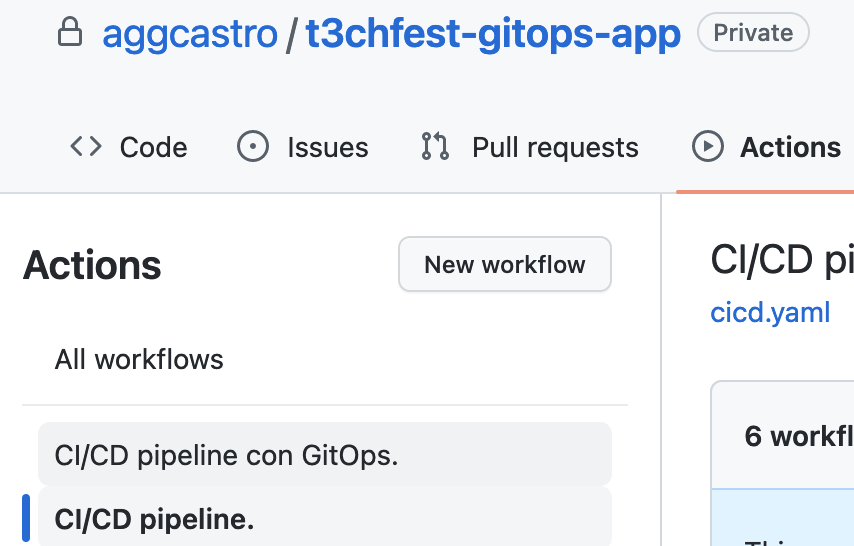 aggcastro / t3chfest-gitops-app Private
Code Issues Pull requests Actions
Actions
New workflow
All workflows
CI/CD pipeline con GitOps.
CI/CD pipeline.
CI/CD pi
cicd.yaml
6 workfl